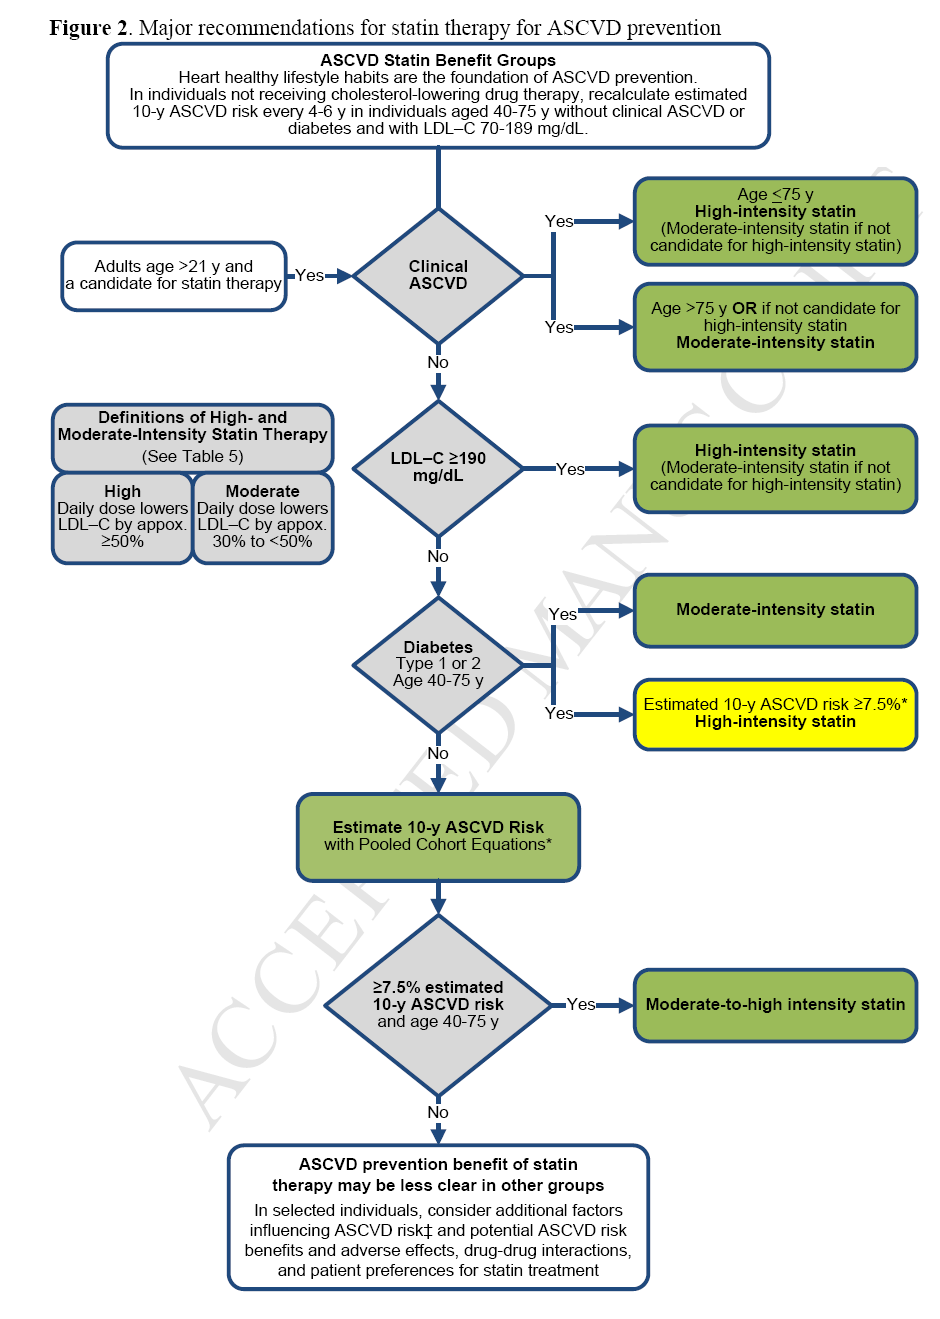 Figure 2. Major recommendations for statin therapy for ASCVD prevention
ASCVD Statin Benefit Groups
Heart healthy lifestyle habits are the foundation of ASCVD prevention.
In individuals not receiving cholesterol-lowering drug therapy, recalculate estimated
10-y ASCVD risk every 4-6 y in individuals aged 40-75 y without clinical ASCVD or
diabetes and with LDL–C 70-189 mg/dL.
Adults age >21 y and
a candidate for statin therapy
Yes
Clinical
ASCVD
Yes
Age ≤75 y
High-intensity statin
(Moderate-intensity statin if not
candidate for high-intensity statin)
Yes
Age >75 y OR if not candidate for
high-intensity statin
Moderate-intensity statin
No
Definitions of High- and
Moderate-Intensity Statin Therapy
(See Table 5)
High
Daily dose lowers
LDL–C by appox.
≥50%
Moderate
Daily dose lowers
LDL–C by appox.
30% to <50%
LDL–C ≥190
mg/dL
Yes
High-intensity statin
(Moderate-intensity statin if not
candidate for high-intensity statin)
No
Diabetes
Type 1 or 2
Age 40-75 y
Yes
Moderate-intensity statin
Yes
Estimated 10-y ASCVD risk ≥7.5%*
High-intensity statin
No
Estimate 10-y ASCVD Risk
with Pooled Cohort Equations*
≥7.5% estimated
10-y ASCVD risk
and age 40-75 y
Yes
Moderate-to-high intensity statin
No
ASCVD prevention benefit of statin
therapy may be less clear in other groups
In selected individuals, consider additional factors
influencing ASCVD risk‡ and potential ASCVD risk
benefits and adverse effects, drug-drug interactions,
and patient preferences for statin treatment